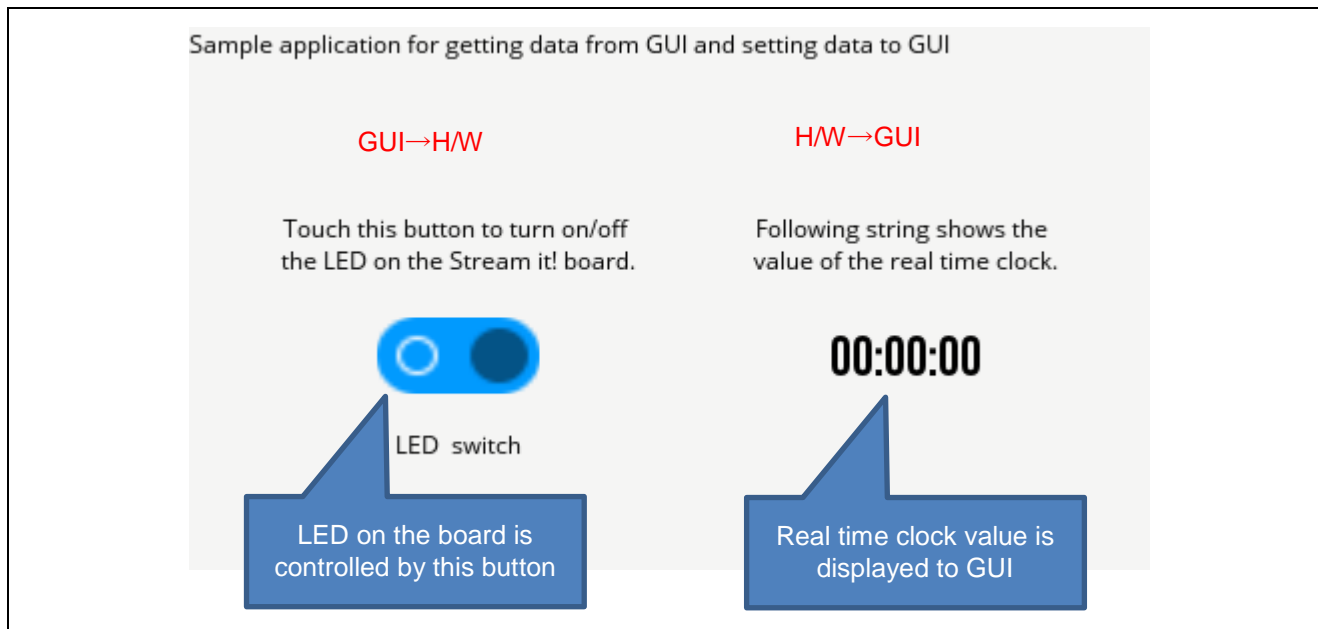 Sample application for getting data from GUI and setting data to GUI
GUI→H/W
Touch this button to turn on/off
the LED on the Stream it! board.
LED  switch
LED on the board is
controlled by this button
H/W→GUI
Following string shows the
value of the real time clock.
00:00:00
Real time clock value is
displayed to GUI